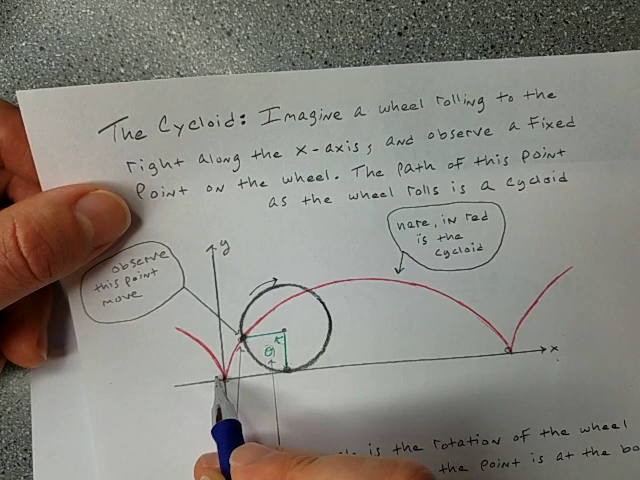 The Cycloid: Imagine a wheel rolling to the
right along the x-axis, and observe a fixed
point on the wheel. The path of this point
as the wheel rolls is a cycloid
here, in red
is the
cycloid
observe
this point
move
y
θ
x
is the rotation of the wheel
the point is at the bo